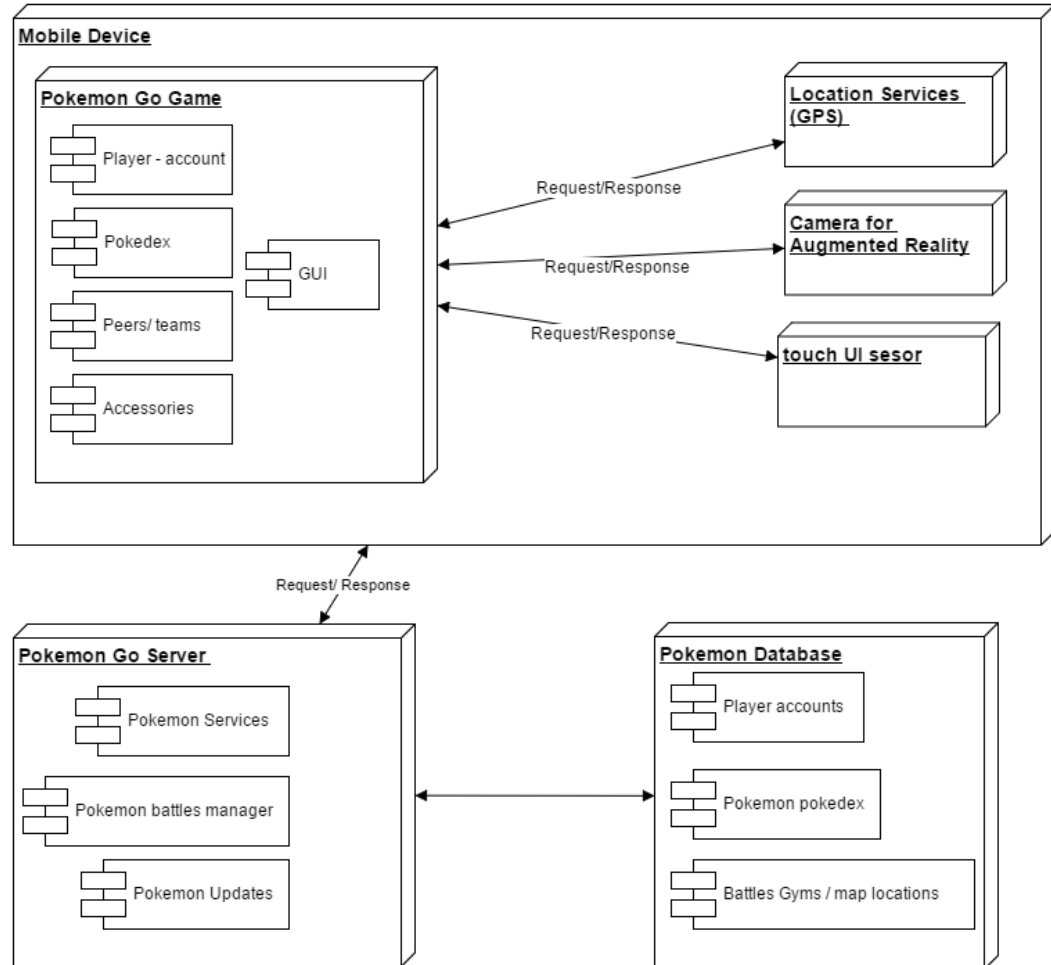 Mobile Device
Pokemon Go Game
Player - account
Pokedex
GUI
Peers/ teams
Accessories
Request/Response
Request/Response
Request/Response
Location Services
(GPS)
Camera for
Augmented Reality
touch UI sesor
Request/ Response
Pokemon Go Server
Pokemon Services
Pokemon battles manager
Pokemon Updates
Pokemon Database
Player accounts
Pokemon pokedex
Battles Gyms / map locations